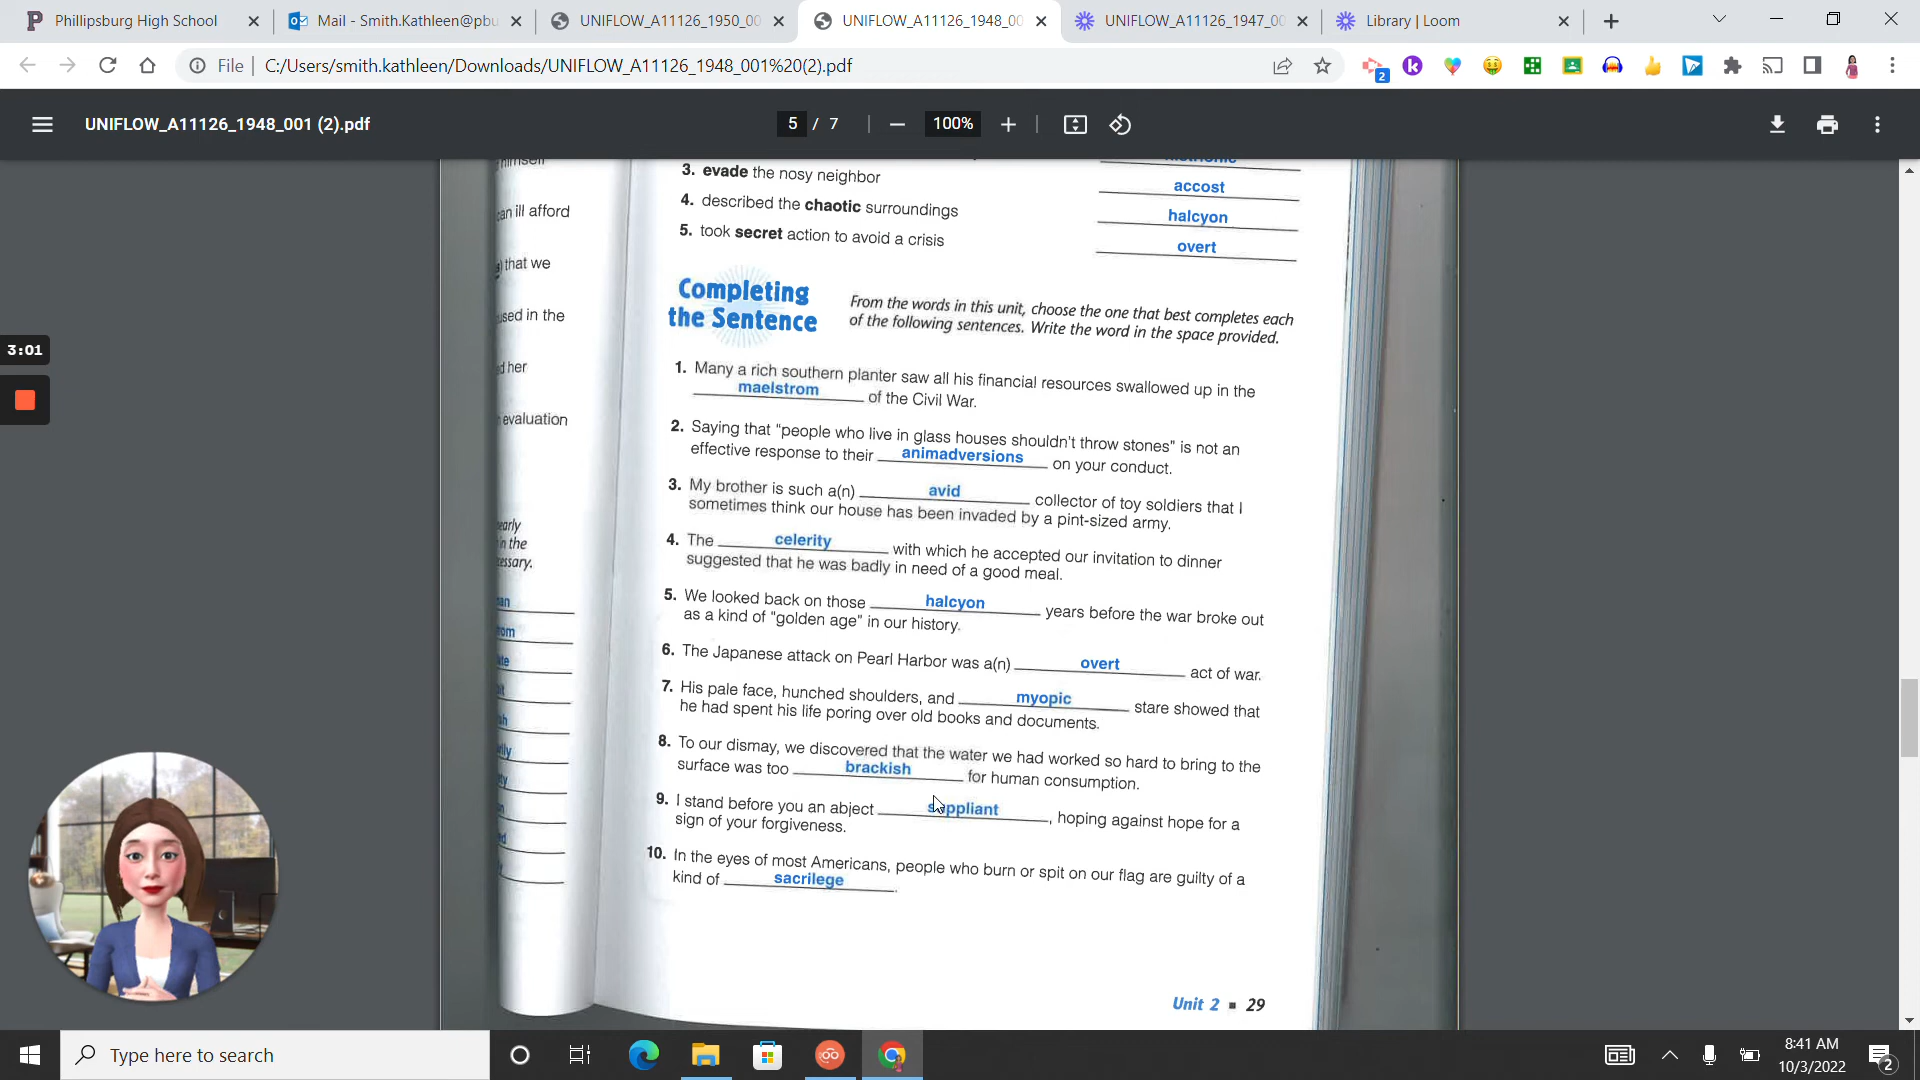 Phillipsburg High School
Mail - Smith.Kathleen@pbu
UNIFLOW_A11126_1950_00
UNIFLOW_A11126_1948_00
UNIFLOW_A11126_1947_00
Library | Loom
File
C:/Users/smith.kathleen/Downloads/UNIFLOW_A11126_1948_001%20(2).pdf
2
UNIFLOW_A11126_1948_001 (2).pdf
5 / 7
100%
himself
can ill afford
that we
used in the
d her
evaluation
early
in the
cessary.
3. evade the nosy neighbor
accost
4. described the chaotic surroundings
halcyon
5. took secret action to avoid a crisis
overt
Completing
the Sentence
From the words in this unit, choose the one that best completes each
of the following sentences. Write the word in the space provided.
1. Many a rich southern planter saw all his financial resources swallowed up in the
maelstrom of the Civil War.
2. Saying that "people who live in glass houses shouldn't throw stones" is not an
effective response to their animadversions on your conduct.
3. My brother is such a(n) avid collector of toy soldiers that I
sometimes think our house has been invaded by a pint-sized army.
4. The celerity with which he accepted our invitation to dinner
suggested that he was badly in need of a good meal.
5. We looked back on those halcyon years before the war broke out
as a kind of "golden age" in our history.
6. The Japanese attack on Pearl Harbor was a(n) overt act of war.
7. His pale face, hunched shoulders, and myopic stare showed that
he had spent his life poring over old books and documents.
8. To our dismay, we discovered that the water we had worked so hard to bring to the
surface was too brackish for human consumption.
9. I stand before you an abject suppliant, hoping against hope for a
sign of your forgiveness.
10. In the eyes of most Americans, people who burn or spit on our flag are guilty of a
kind of sacrilege.
Unit 2 ■ 29
3:01
Type here to search
8:41 AM
10/3/2022
2